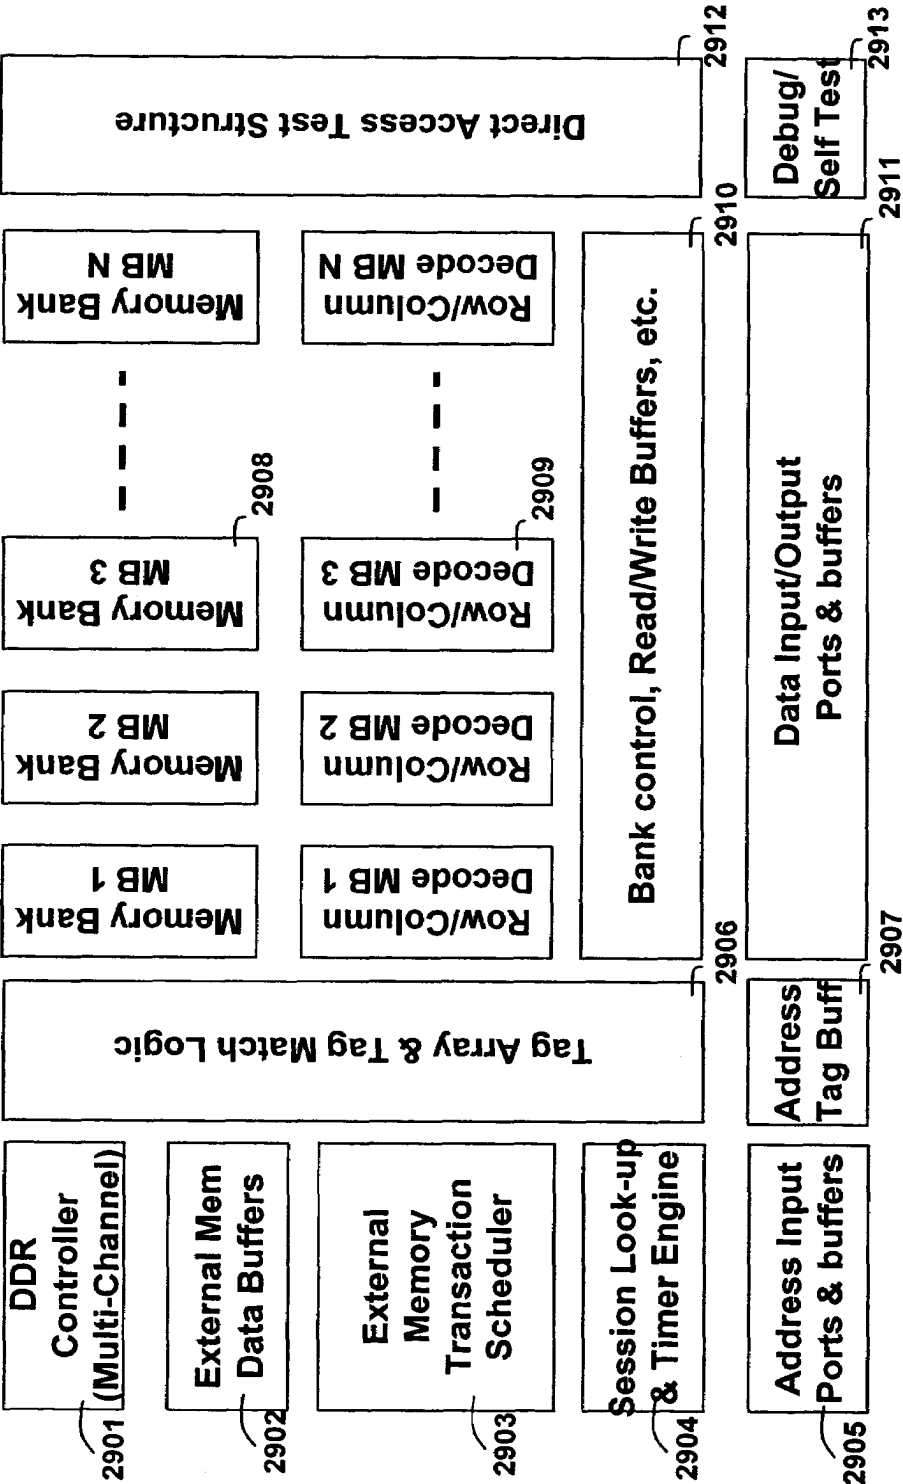 DDR
Controller
(Multi-Channel)
2901
External Mem
Data Buffers
2902
External
Memory
Transaction
Scheduler
2903
Session Look-up
& Timer Engine
2904
Address Input
Ports & buffers
2905
Tag Array & Tag Match Logic
2906
Address
Tag Buff
2907
Memory Bank
MB 1
Memory Bank
MB 2
Memory Bank
MB 3
2908
Memory Bank
MB N
Row/Column
Decode MB 1
Row/Column
Decode MB 2
Row/Column
Decode MB 3
2909
Row/Column
Decode MB N
Bank control, Read/Write Buffers, etc.
2910
Data Input/Output
Ports & buffers
2911
Direct Access Test Structure
2912
Debug/
Self Test
2913